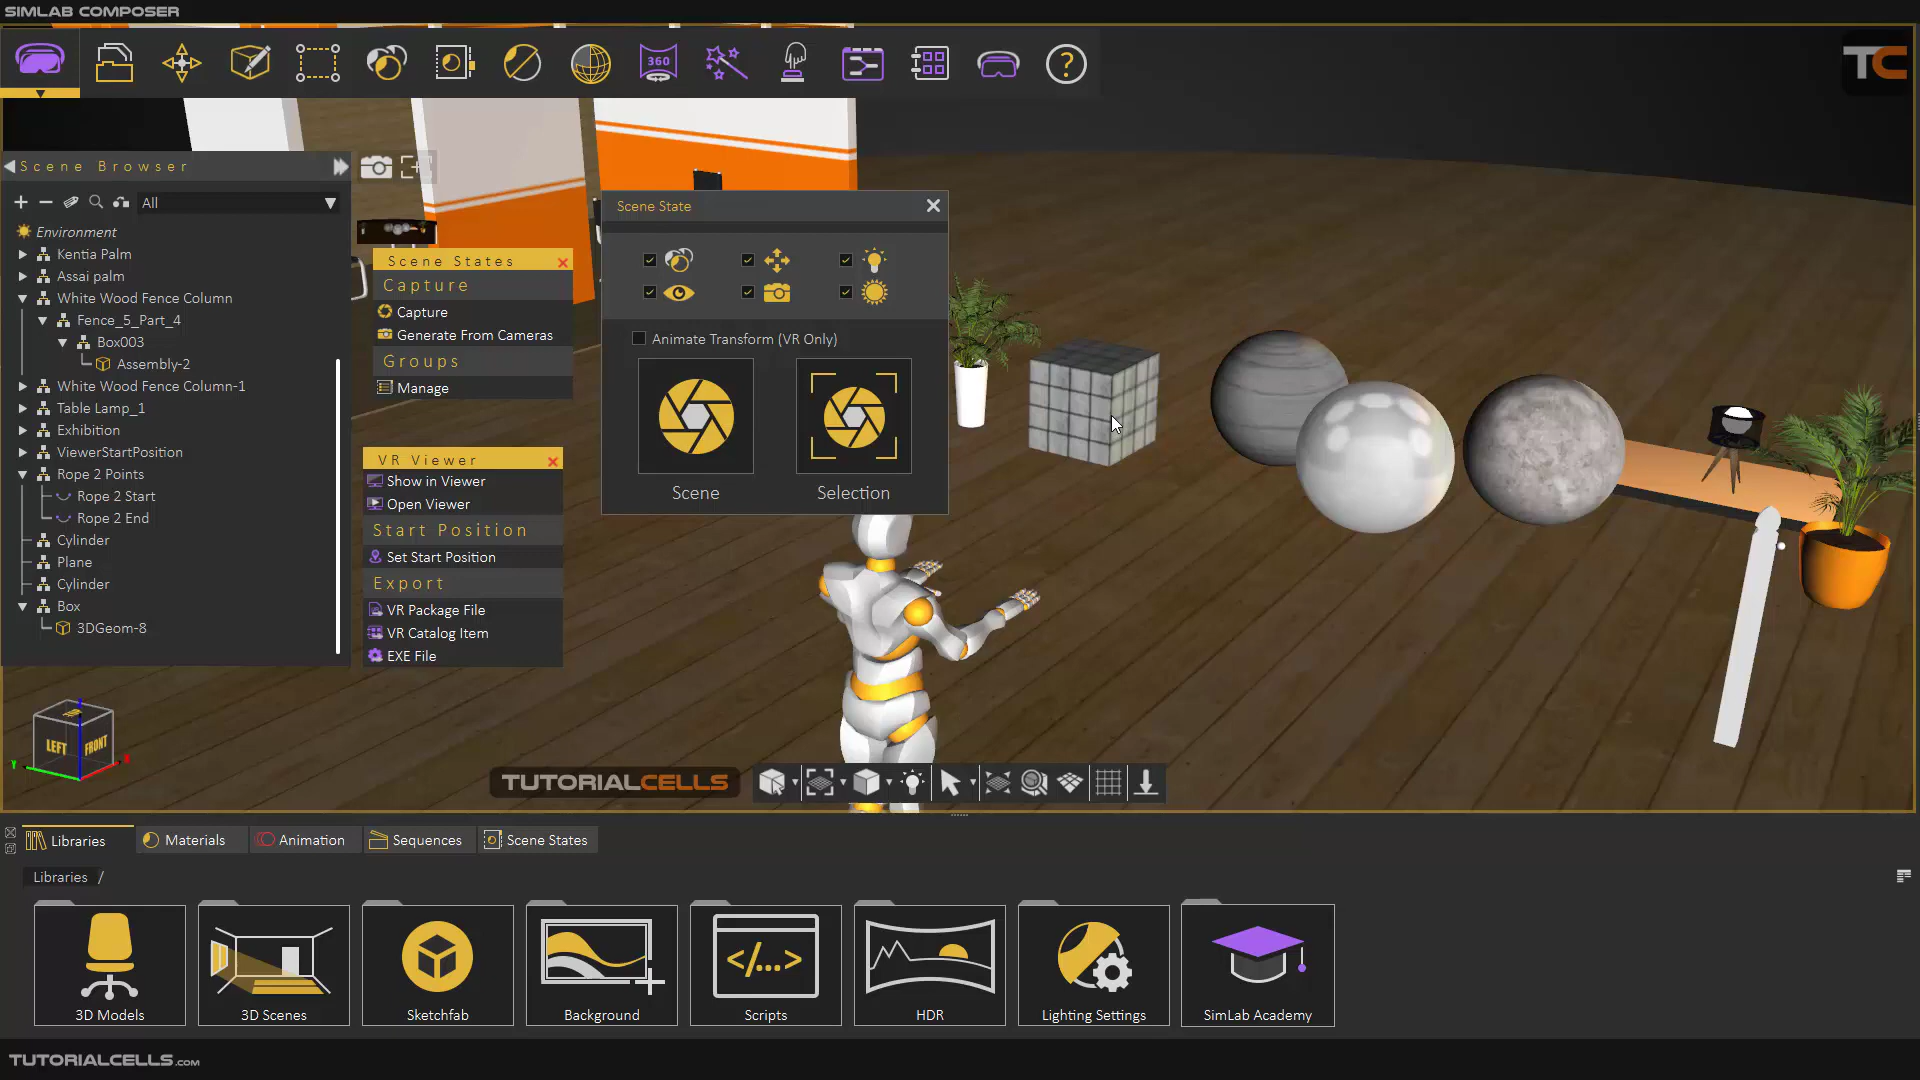 SIMLAB COMPOSER
360
?
TC
Scene Browser
All
Environment
Kentia Palm
Assai palm
White Wood Fence Column
Fence_5_Part_4
Box003
Assembly-2
White Wood Fence Column-1
Table Lamp_1
Exhibition
ViewerStartPosition
Rope 2 Points
Rope 2 Start
Rope 2 End
Cylinder
Plane
Cylinder
Box
3DGeom-8
Scene States
Capture
Capture
Generate From Cameras
Groups
Manage
VR Viewer
Show in Viewer
Open Viewer
Start Position
Set Start Position
Export
VR Package File
VR Catalog Item
EXE File
Scene State
Animate Transform (VR Only)
Scene
Selection
LEFT
FRONT
TUTORIALCELLS
Libraries
Materials
Animation
Sequences
Scene States
Libraries /
</...>
3D Models
3D Scenes
Sketchfab
Background
Scripts
HDR
Lighting Settings
SimLab Academy
TUTORIALCELLS.com